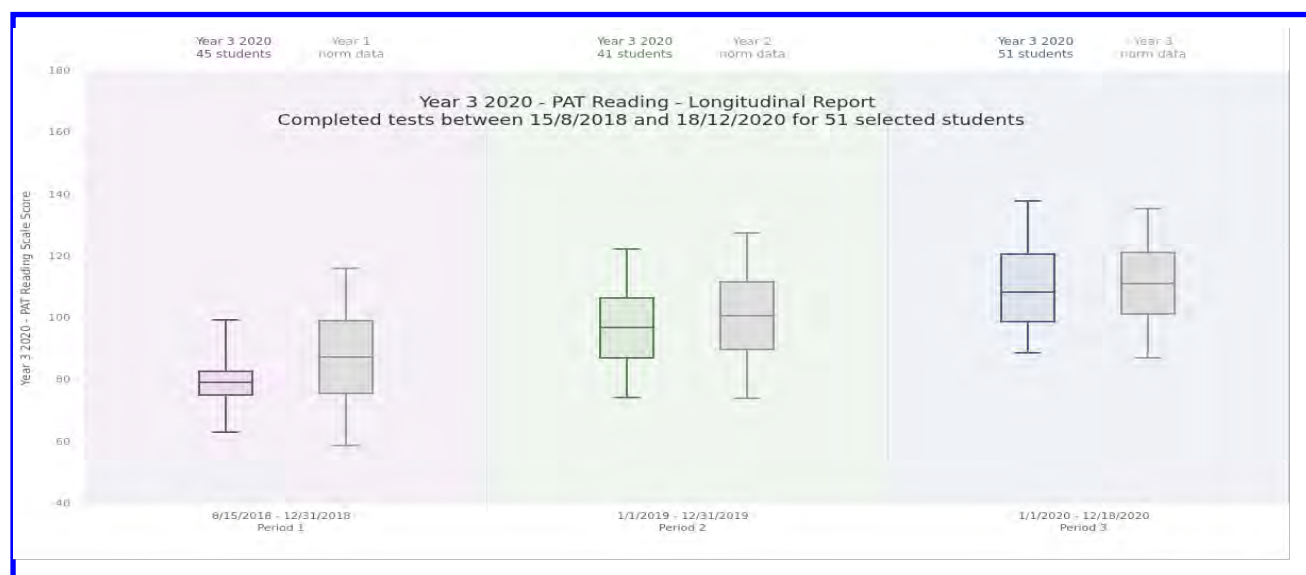 Year 3 2020
45 students
Year 1
norm data
Year 3 2020
41 students
Year 2
norm data
Year 3 2020
51 students
Year 3
norm data
Year 3 2020 - PAT Reading - Longitudinal Report
Completed tests between 15/8/2018 and 18/12/2020 for 51 selected students
Year 3 2020 - PAT Reading Scale Score
180
160
140
120
100
80
60
40
8/15/2018 - 12/31/2018
Period 1
1/1/2019 - 12/31/2019
Period 2
1/1/2020 - 12/18/2020
Period 3